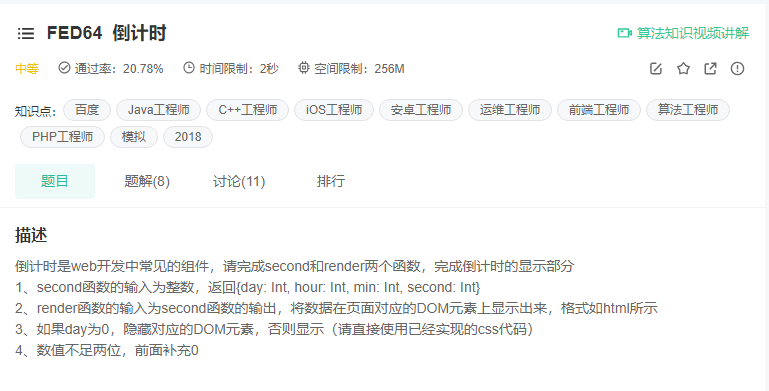 FED64 倒计时
算法知识视频讲解
中等 通过率：20.78% 时间限制：2秒 空间限制：256M
知识点： 百度 Java工程师 C++工程师 iOS工程师 安卓工程师 运维工程师 前端工程师 算法工程师
PHP工程师 模拟 2018
题目 题解(8) 讨论(11) 排行
描述
倒计时是web开发中常见的组件，请完成second和render两个函数，完成倒计时的显示部分
1、second函数的输入为整数，返回{day: Int, hour: Int, min: Int, second: Int}
2、render函数的输入为second函数的输出，将数据在页面对应的DOM元素上显示出来，格式如html所示
3、如果day为0，隐藏对应的DOM元素，否则显示（请直接使用已经实现的css代码）
4、数值不足两位，前面补充0